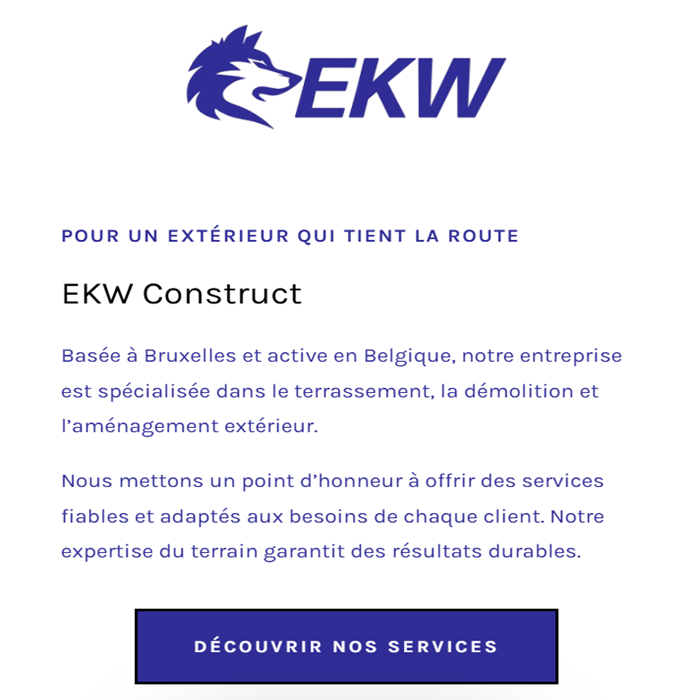 EKW
POUR UN EXTÉRIEUR QUI TIENT LA ROUTE
EKW Construct
Basée à Bruxelles et active en Belgique, notre entreprise
est spécialisée dans le terrassement, la démolition et
l’aménagement extérieur.
Nous mettons un point d’honneur à offrir des services
fiables et adaptés aux besoins de chaque client. Notre
expertise du terrain garantit des résultats durables.
DÉCOUVRIR NOS SERVICES